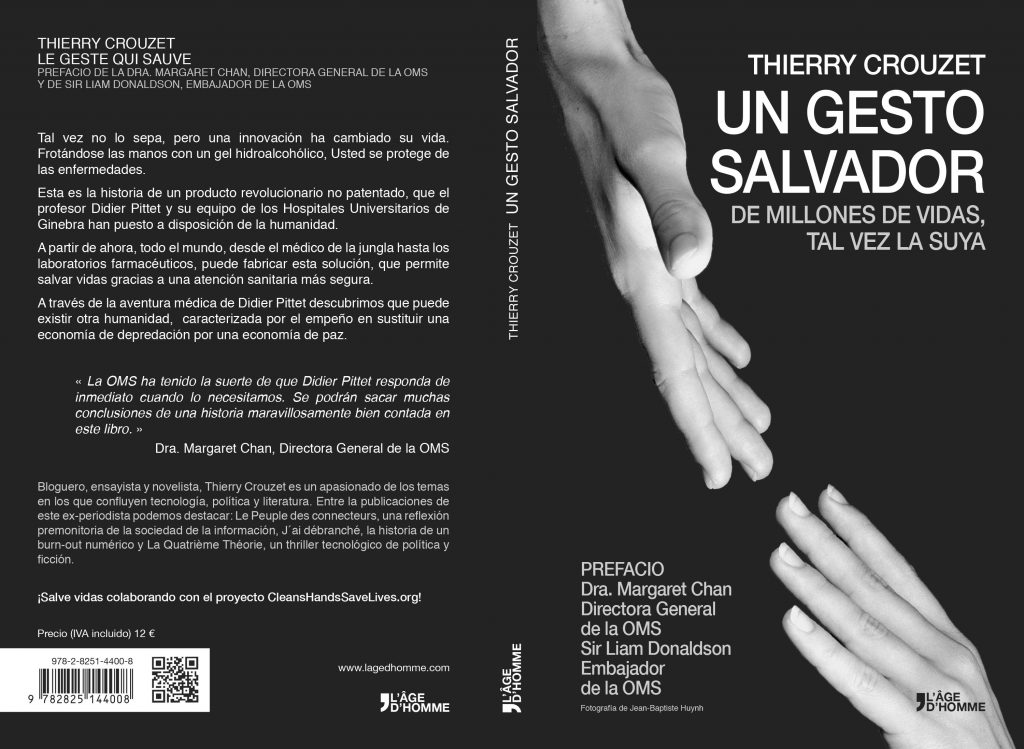 THIERRY CROUZET
LE GESTE QUI SAUVE
PREFACIO DE LA DRA. MARGARET CHAN, DIRECTORA GENERAL DE LA OMS
Y DE SIR LIAM DONALDSON, EMBAJADOR DE LA OMS
Tal vez no lo sepa, pero una innovación ha cambiado su vida.
Frotándose las manos con un gel hidroalcohólico, Usted se protege de
las enfermedades.
Esta es la historia de un producto revolucionario no patentado, que el
profesor Didier Pittet y su equipo de los Hospitales Universitarios de
Ginebra han puesto a disposición de la humanidad.
A partir de ahora, todo el mundo, desde el médico de la jungla hasta los
laboratorios farmacéuticos, puede fabricar esta solución, que permite
salvar vidas gracias a una atención sanitaria más segura.
A través de la aventura médica de Didier Pittet descubrimos que puede
existir otra humanidad, caracterizada por el empeño en sustituir una
economía de depredación por una economía de paz.
« La OMS ha tenido la suerte de que Didier Pittet responda de
inmediato cuando lo necesitamos. Se podrán sacar muchas
conclusiones de una historia maravillosamente bien contada en
este libro. »
Dra. Margaret Chan, Directora General de la OMS
Bloguero, ensayista y novelista, Thierry Crouzet es un apasionado de los temas
en los que confluyen tecnología, política y literatura. Entre la publicaciones de
este ex-periodista podemos destacar: Le Peuple des connecteurs, una reflexión
premonitoria de la sociedad de la información, J´ai débranché, la historia de un
burn-out numérico y La Quatrième Théorie, un thriller tecnológico de política y
ficción.
¡Salve vidas colaborando con el proyecto CleansHandsSaveLives.org!
Precio (IVA incluido) 12 €
978-2-8251-4400-8
9 782825 144008
www.lagedhomme.com
L'ÂGE
D'HOMME
THIERRY CROUZET UN GESTO SALVADOR
L'ÂGE
D'HOMME
THIERRY CROUZET
UN GESTO
SALVADOR
DE MILLONES DE VIDAS,
TAL VEZ LA SUYA
PREFACIO
Dra. Margaret Chan
Directora General
de la OMS
Sir Liam Donaldson
Embajador
de la OMS
Fotografía de Jean-Baptiste Huynh
L'ÂGE
D'HOMME